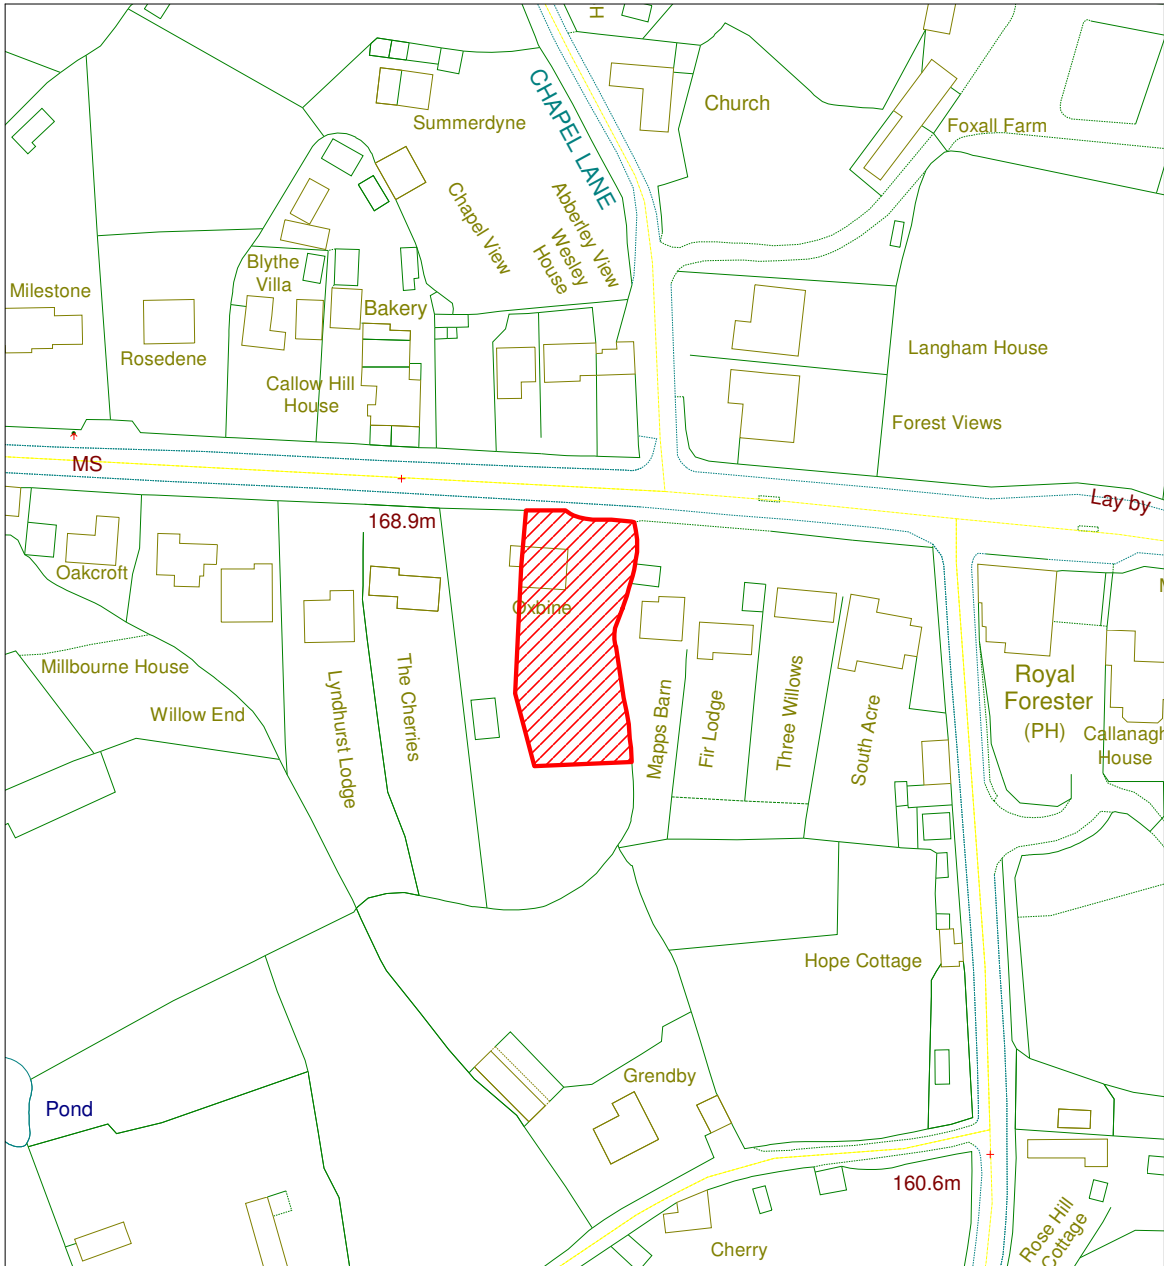 H
CHAPEL LANE
Church
Summerdyne
Foxall Farm
Chapel View
Abberley View
Wesley
House
Blythe
Villa
Milestone
Bakery
Rosedene
Langham House
Callow Hill
House
Forest Views
MS
Lay by
168.9m
Oakcroft
Oxbine
Millbourne House
Willow End
Lyndhurst Lodge
The Cherries
Mapps Barn
Fir Lodge
Three Willows
South Acre
Royal
Forester
(PH)
Callanagh
House
Hope Cottage
Grendby
Pond
160.6m
Rose Hill
Cottage
Cherry